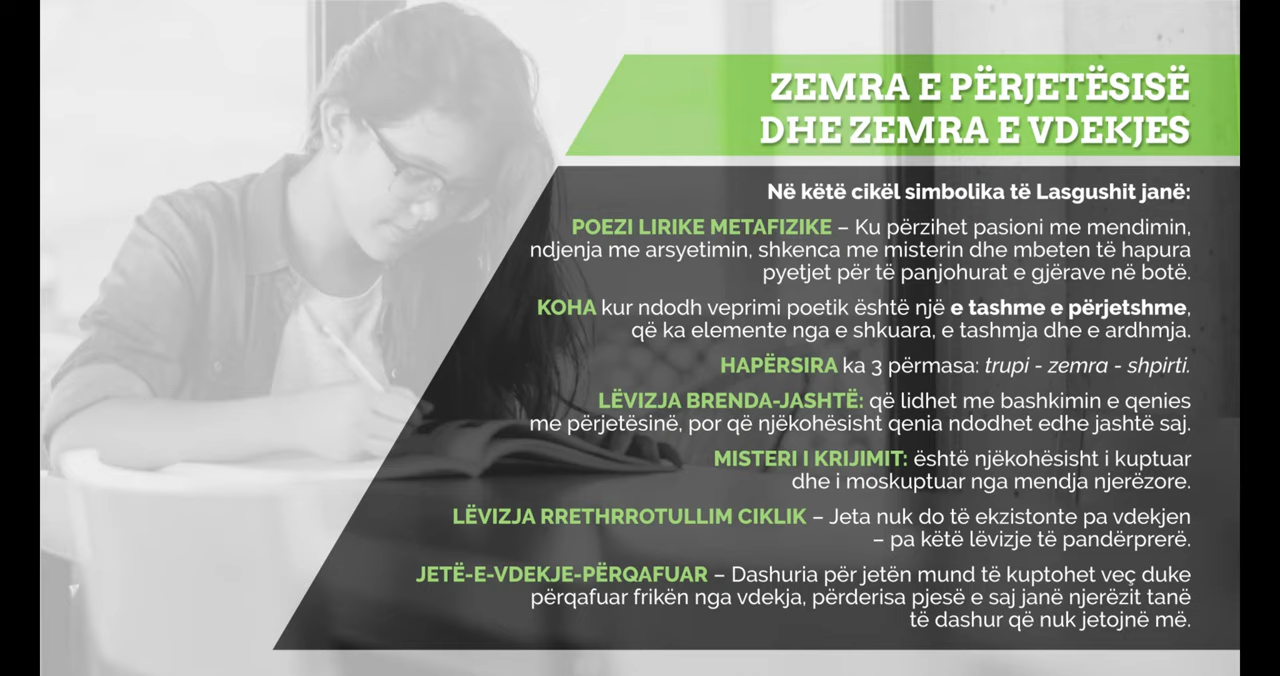 ZEMRA E PËRJETËSISË
DHE ZEMRA E VDEKJES
Në këtë cikël simbolika të Lasgushit janë:
POEZI LIRIKE METAFIZIKE – Ku përzihet pasioni me mendimin,
ndjenja me arsyetimin, shkenca me misterin dhe mbeten të hapura
pyetjet për të panjohurat e gjërave në botë.
KOHA kur ndodh veprimi poetik është një e tashme e përjetshme,
që ka elemente nga e shkuara, e tashmja dhe e ardhmja.
HAPËRSIRA ka 3 përmasa: trupi - zemra - shpirti.
LËVIZJA BRENDA-JASHTË: që lidhet me bashkimin e qenies
me përjetësinë, por që njëkohësisht qenia ndodhet edhe jashtë saj.
MISTERI I KRIJIMIT: është njëkohësisht i kuptuar
dhe i moskuptuar nga mendja njerëzore.
LËVIZJA RRETHRROTULLIM CIKLIK – Jeta nuk do të ekzistonte pa vdekjen
– pa këtë lëvizje të pandërprerë.
JETË-E-VDEKJE-PËRQAFUAR – Dashuria për jetën mund të kuptohet veç duke
përqafuar frikën nga vdekja, përderisa pjesë e saj janë njerëzit tanë
të dashur që nuk jetojnë më.